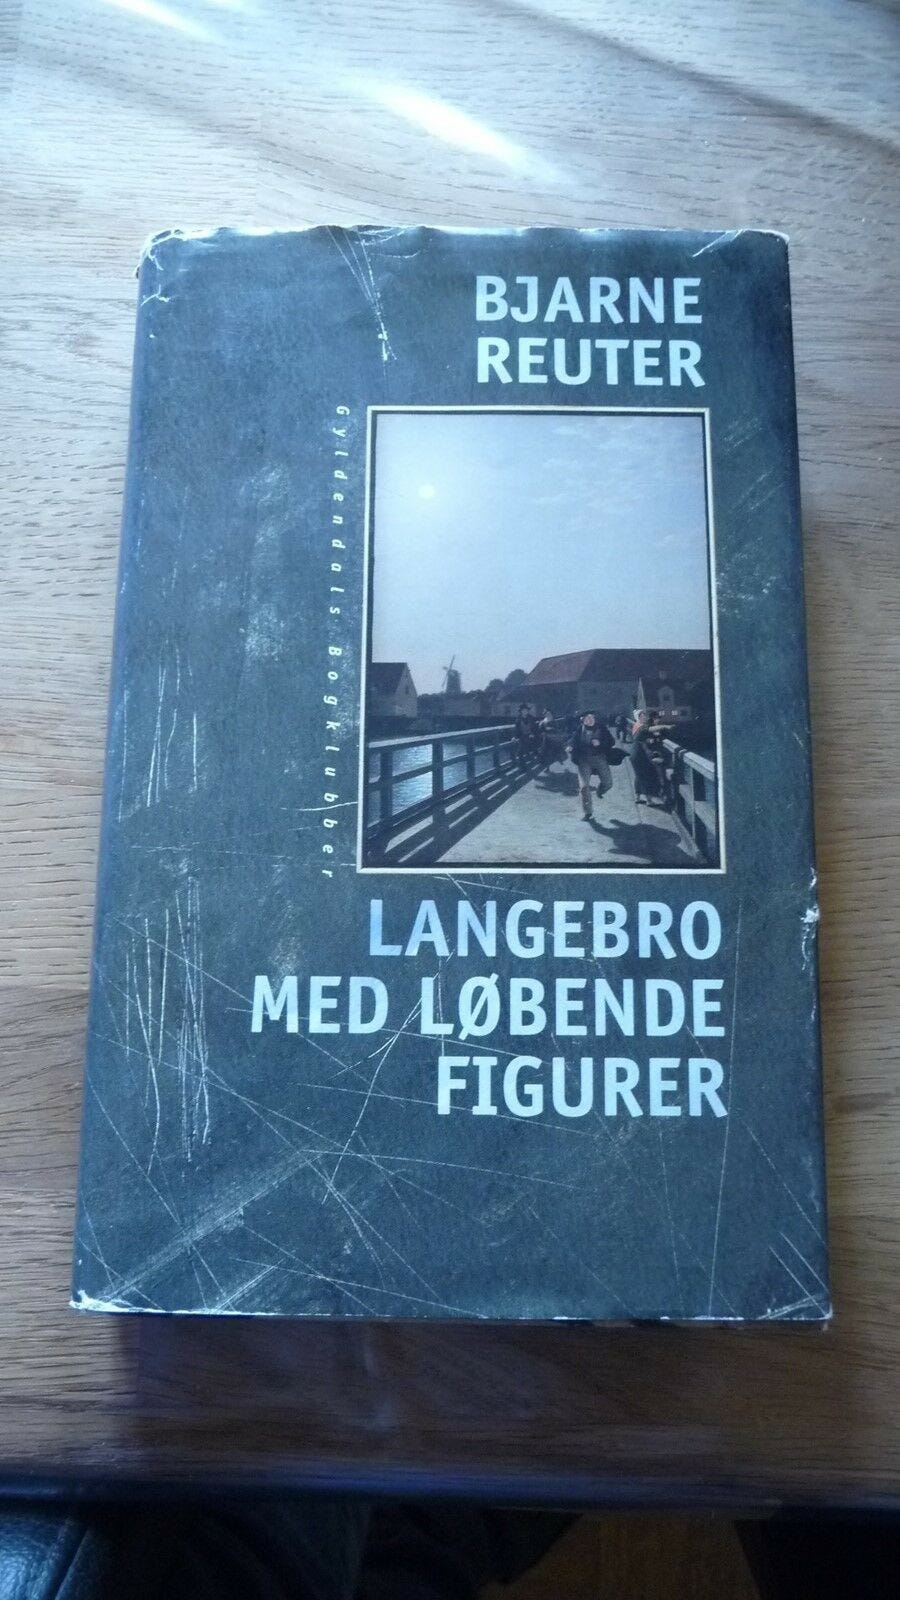 BJARNE
REUTER
Gyldendals Bogklubber
LANGEBRO
MED LØBENDE
FIGURER